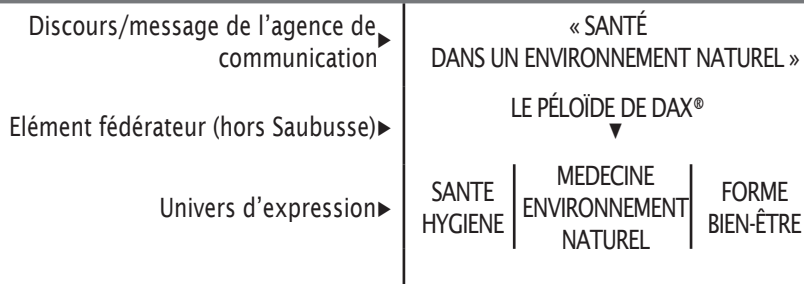 Discours/message de l'agence de▶
communication
« SANTÉ
DANS UN ENVIRONNEMENT NATUREL »
Elément fédérateur (hors Saubusse)▶
LE PÉLOÏDE DE DAX®
▼
Univers d'expression▶
SANTE
HYGIENE
MEDECINE
ENVIRONNEMENT
NATUREL
FORME
BIEN-ÊTRE